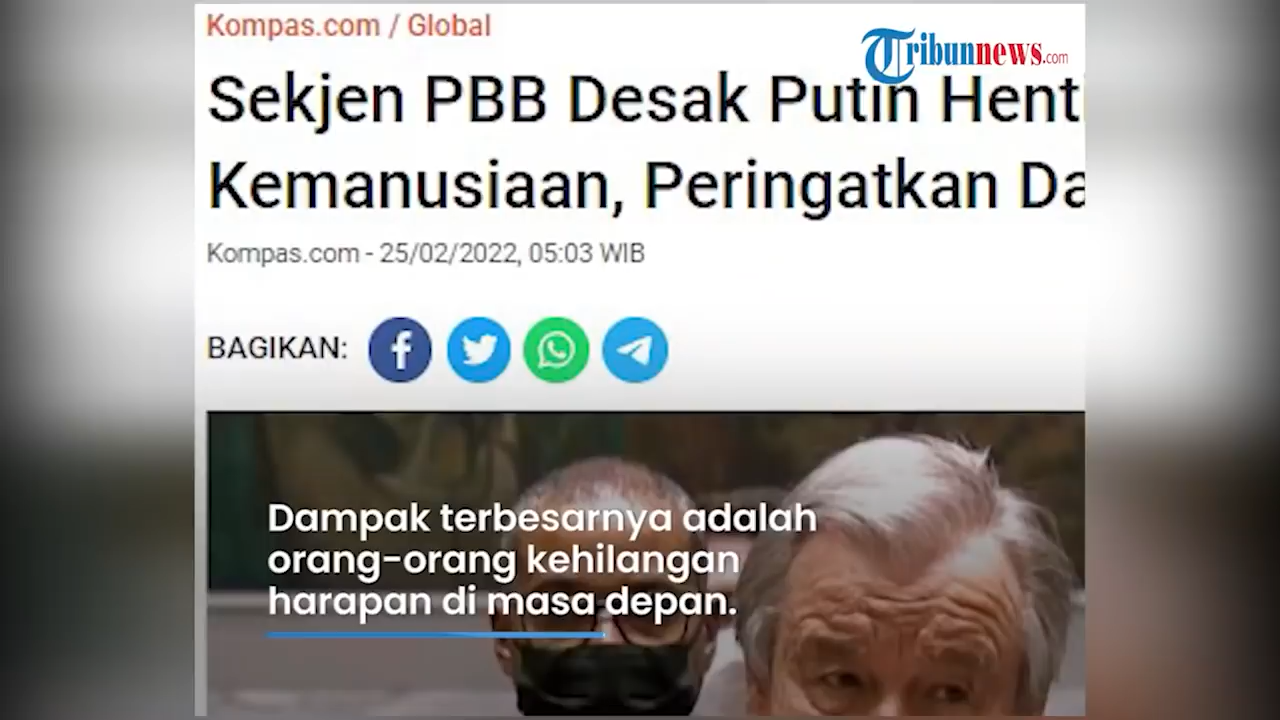 Kompas.com / Global
Tribunnews.com
Sekjen PBB Desak Putin Henti
Kemanusiaan, Peringatkan Da
Kompas.com - 25/02/2022, 05:03 WIB
BAGIKAN:
Dampak terbesarnya adalah
orang-orang kehilangan
harapan di masa depan.